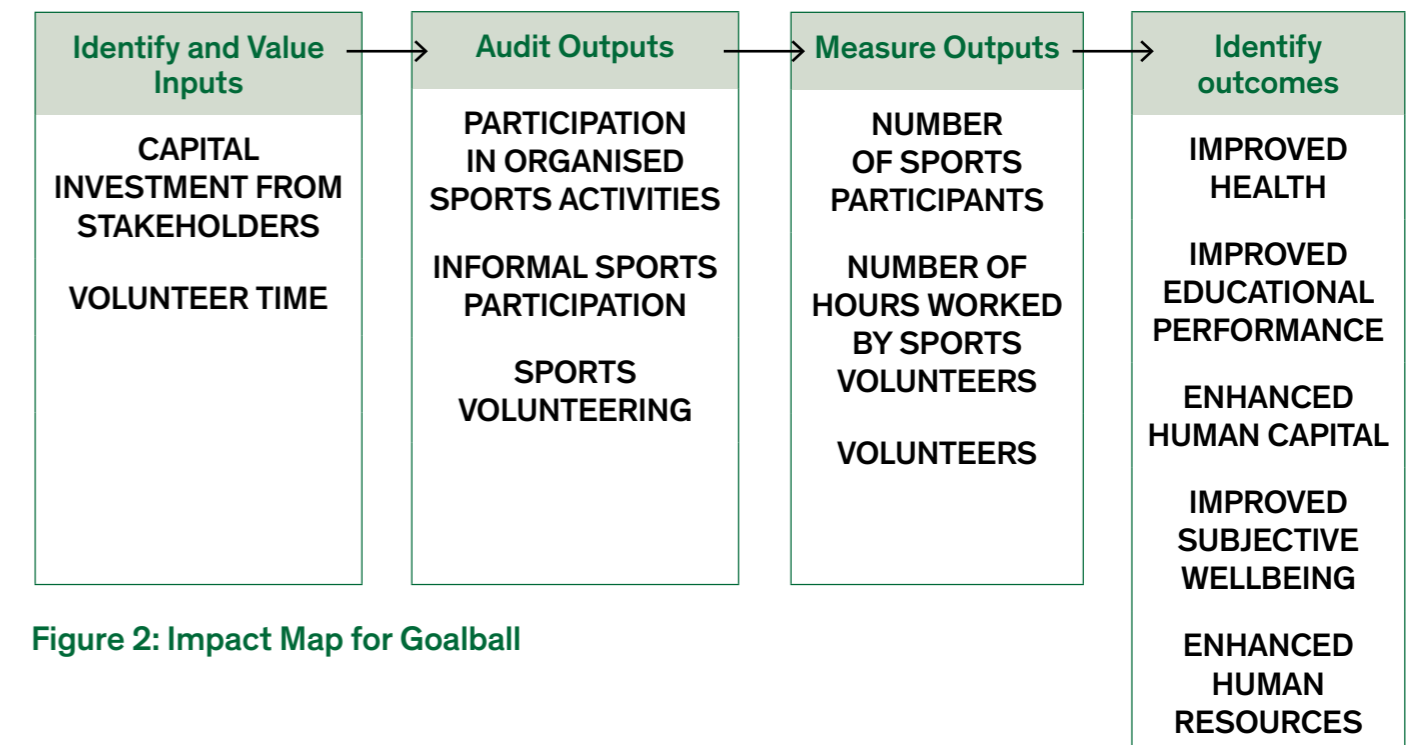 Identify and Value
Inputs
CAPITAL
INVESTMENT FROM
STAKEHOLDERS
VOLUNTEER TIME
Audit Outputs
PARTICIPATION
IN ORGANISED
SPORTS ACTIVITIES
INFORMAL SPORTS
PARTICIPATION
SPORTS
VOLUNTEERING
Measure Outputs
NUMBER
OF SPORTS
PARTICIPANTS
NUMBER OF
HOURS WORKED
BY SPORTS
VOLUNTEERS
VOLUNTEERS
Identify
outcomes
IMPROVED
HEALTH
IMPROVED
EDUCATIONAL
PERFORMANCE
ENHANCED
HUMAN CAPITAL
IMPROVED
SUBJECTIVE
WELLBEING
ENHANCED
HUMAN
RESOURCES
Figure 2: Impact Map for Goalball